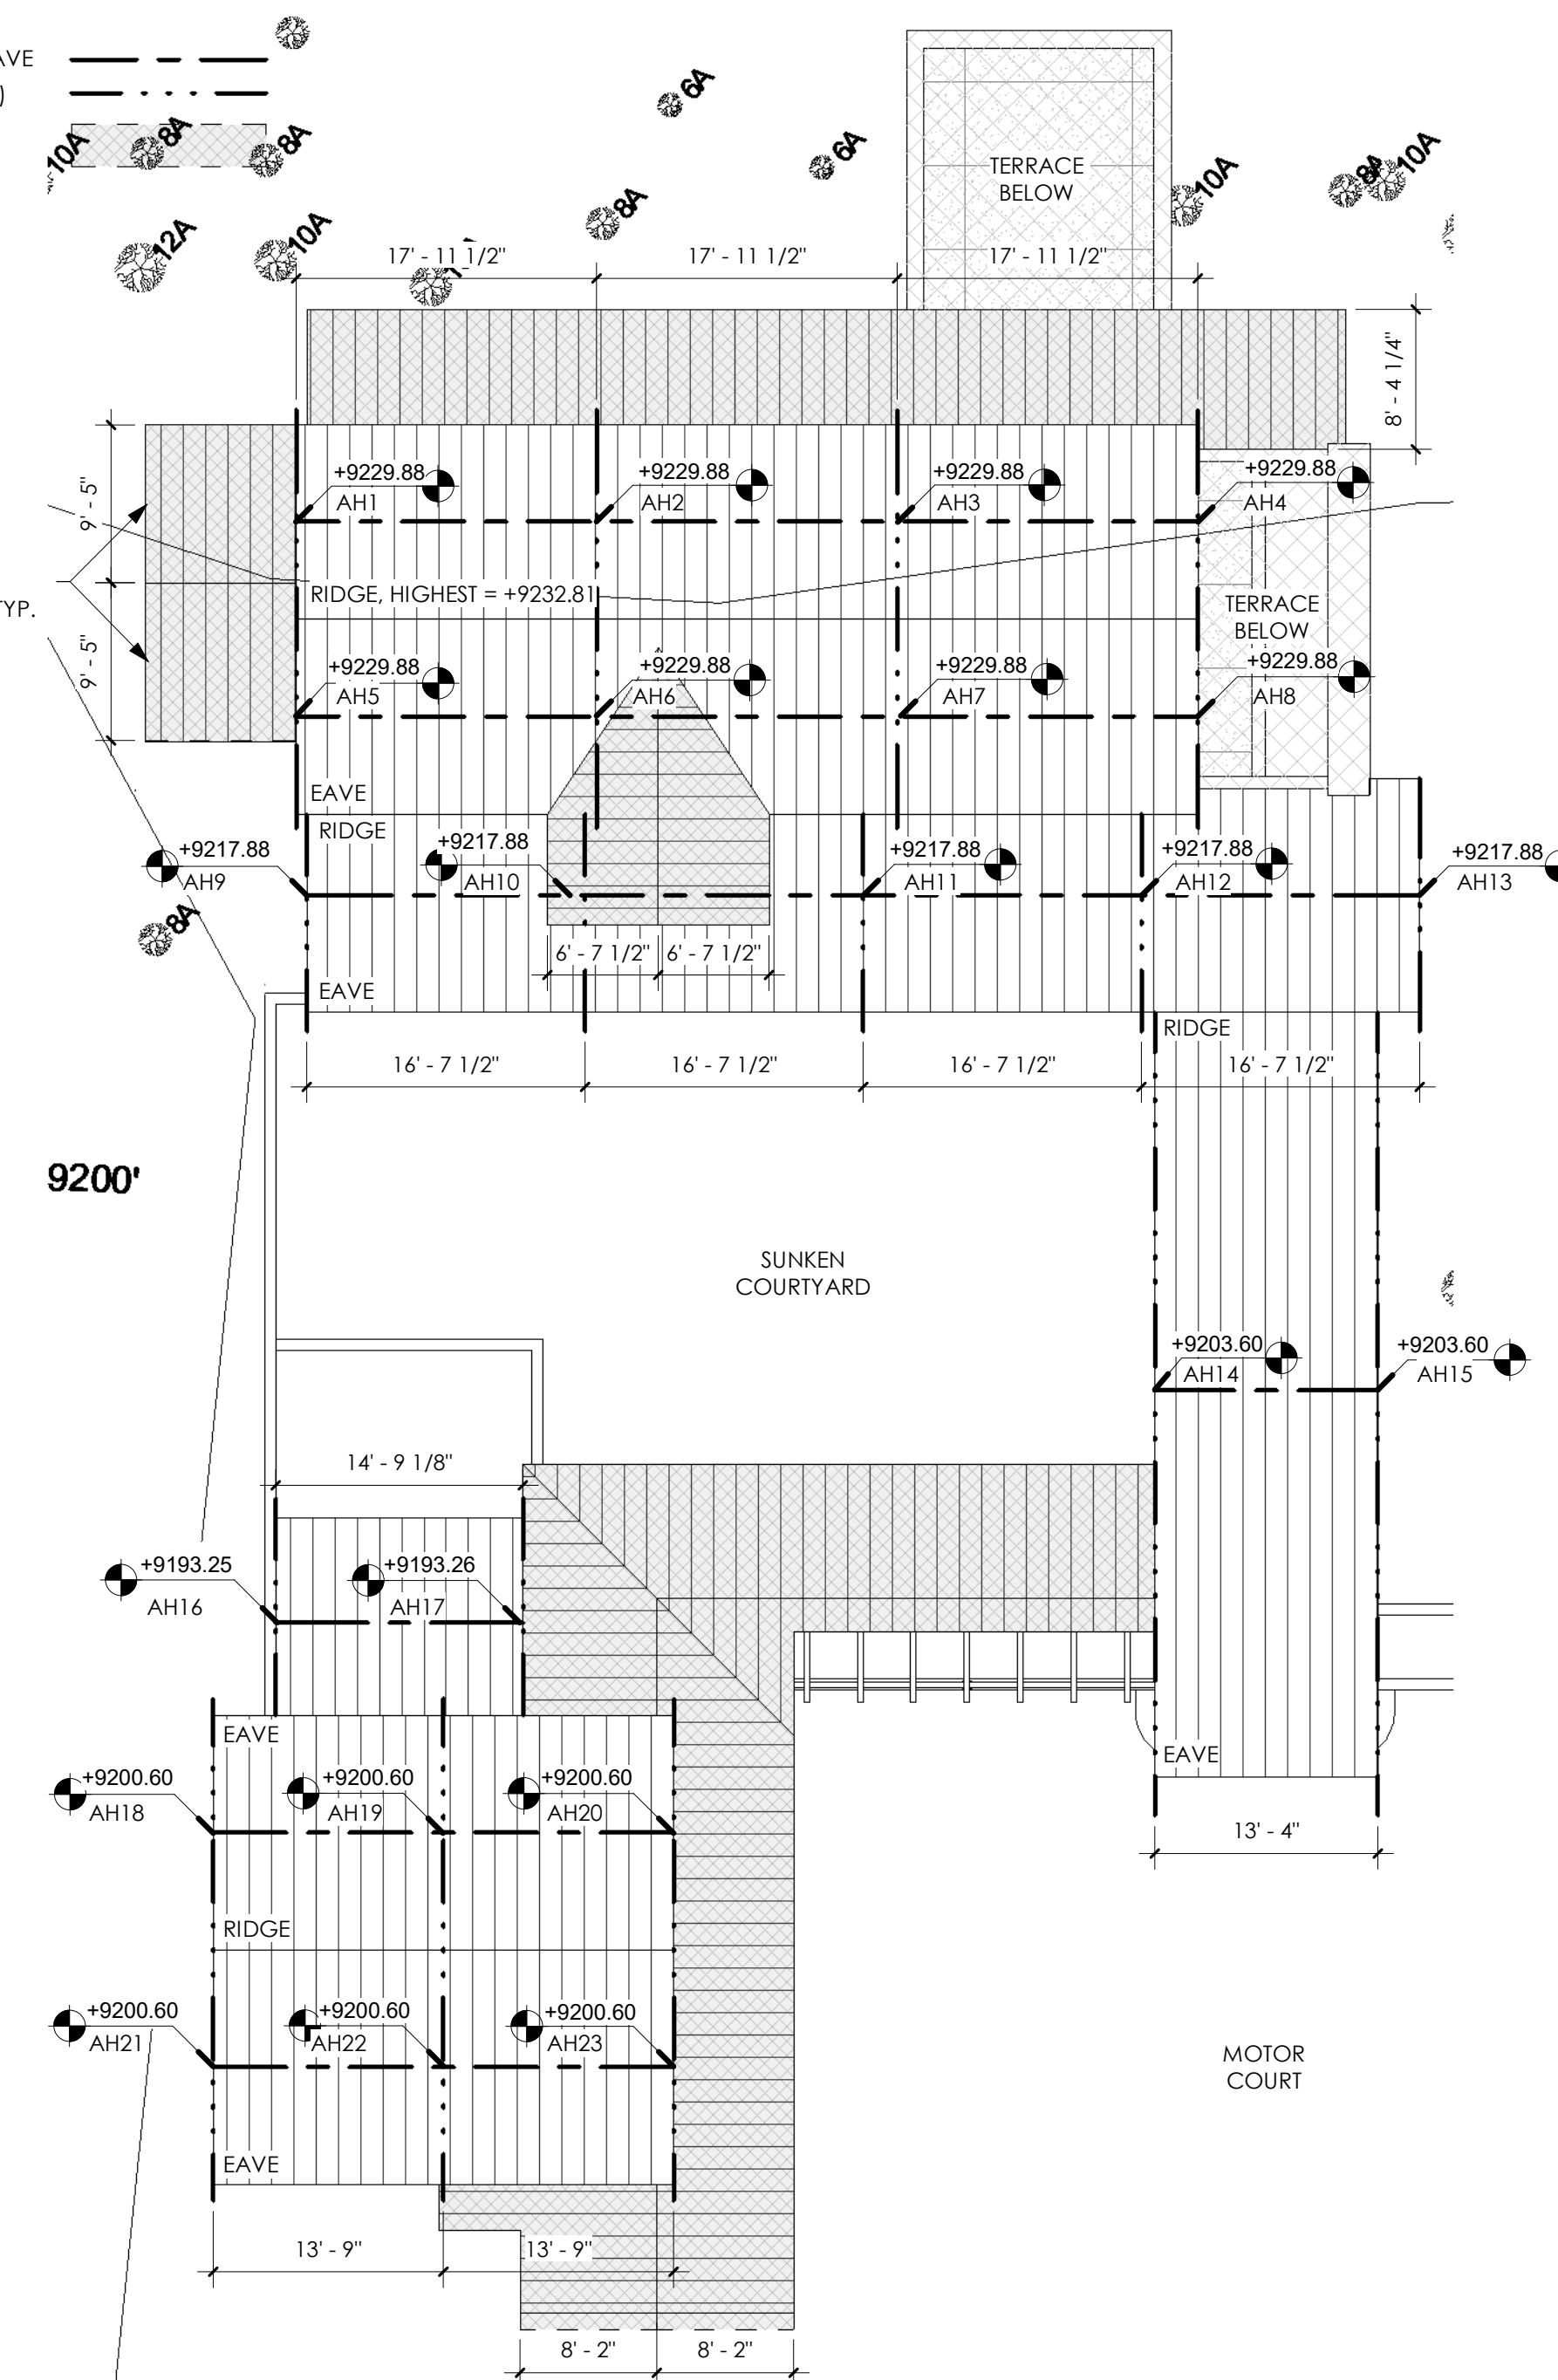 AVE
)
10A
8A
8A
6A
6A
8A
10A
8A
10A
12A
10A
TERRACE
BELOW
17' - 11 1/2"
17' - 11 1/2"
17' - 11 1/2"
8' - 4 1/4"
9' - 5"
9' - 5"
TYP.
+9229.88
AH1
+9229.88
AH2
+9229.88
AH3
+9229.88
AH4
RIDGE, HIGHEST = +9232.81
TERRACE
BELOW
+9229.88
AH5
+9229.88
AH6
+9229.88
AH7
+9229.88
AH8
EAVE
RIDGE
+9217.88
AH9
+9217.88
AH10
+9217.88
AH11
+9217.88
AH12
+9217.88
AH13
8A
6' - 7 1/2"
6' - 7 1/2"
EAVE
RIDGE
16' - 7 1/2"
16' - 7 1/2"
16' - 7 1/2"
16' - 7 1/2"
9200'
SUNKEN
COURTYARD
+9203.60
AH14
+9203.60
AH15
14' - 9 1/8"
+9193.25
AH16
+9193.26
AH17
EAVE
EAVE
+9200.60
AH18
+9200.60
AH19
+9200.60
AH20
13' - 4"
RIDGE
+9200.60
AH21
+9200.60
AH22
+9200.60
AH23
MOTOR
COURT
EAVE
13' - 9"
13' - 9"
8' - 2"
8' - 2"